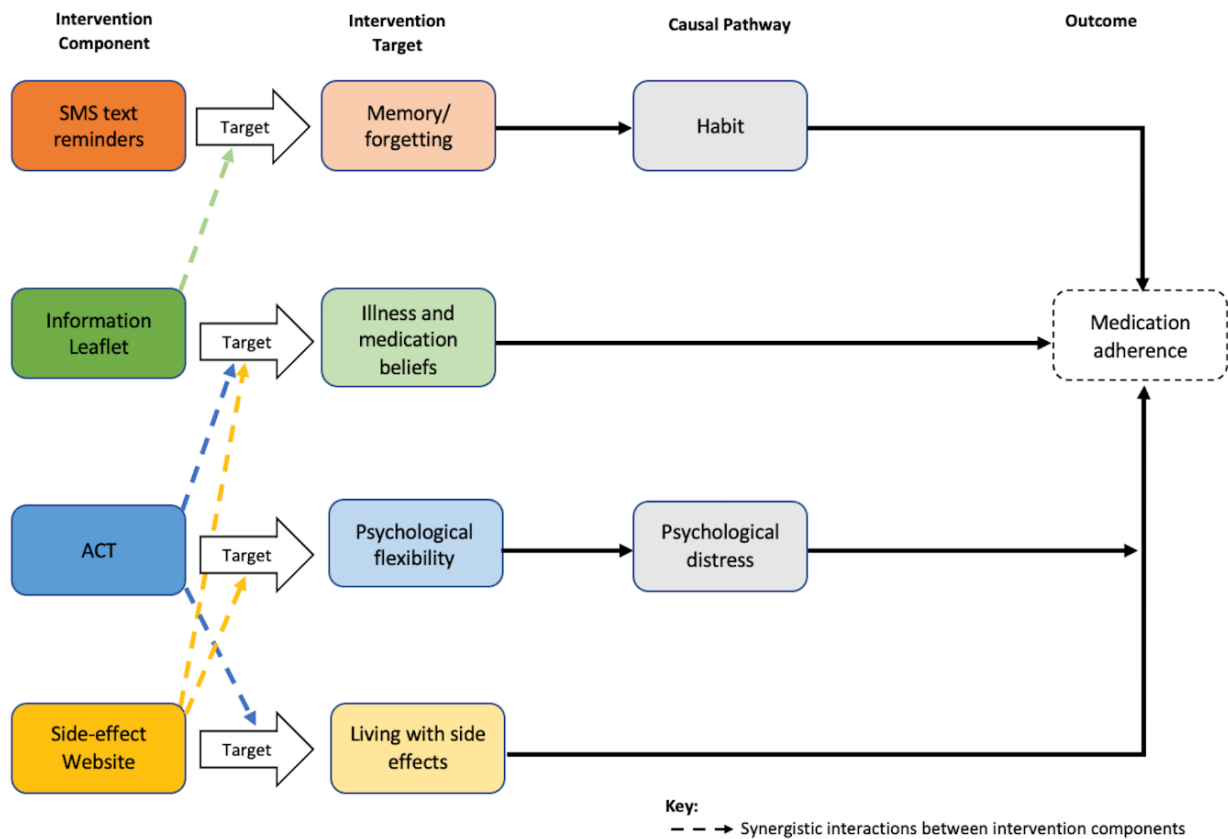 Intervention
Component
Intervention
Target
Causal Pathway
Outcome
SMS text
reminders
Target
Memory/
forgetting
Habit
Information
Leaflet
Target
Illness and
medication
beliefs
Medication
adherence
ACT
Target
Psychological
flexibility
Psychological
distress
Side-effect
Website
Target
Living with side
effects
Key:
Synergistic interactions between intervention components